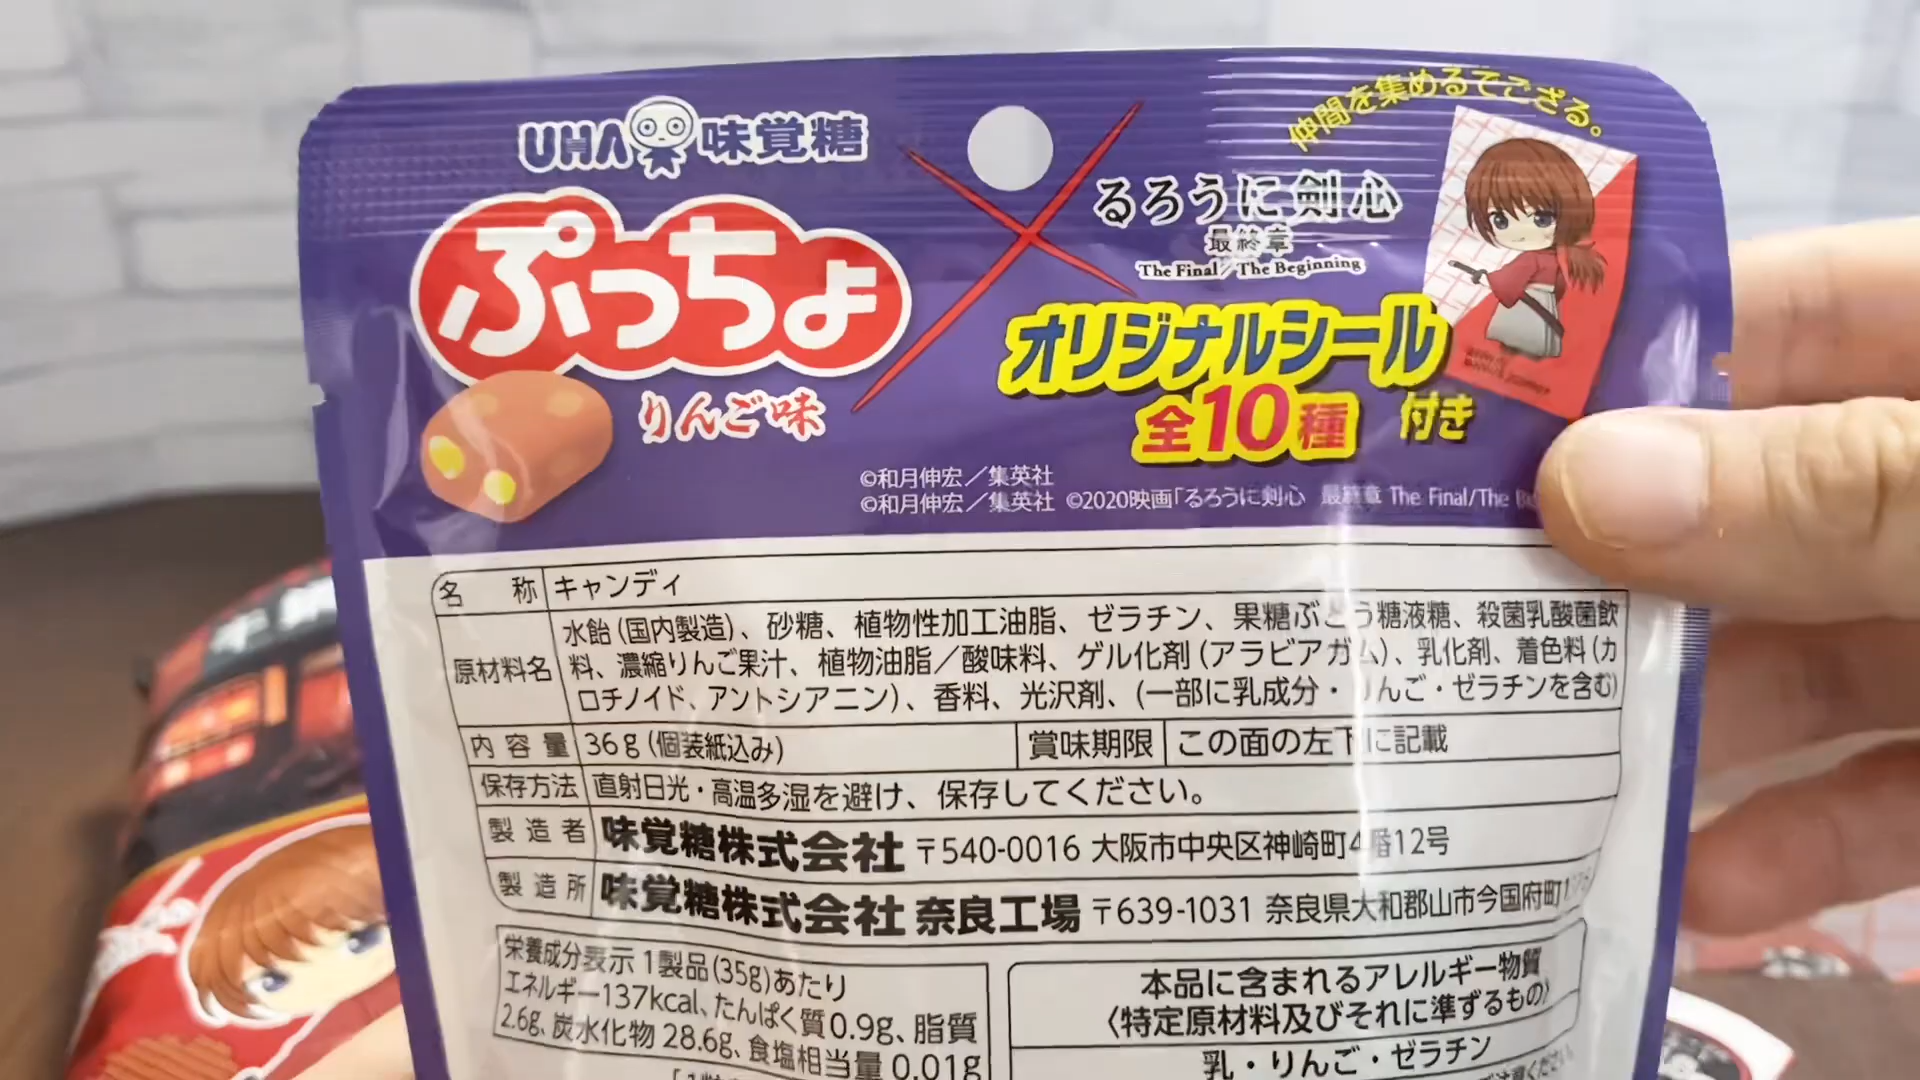 UHA味覚糖
仲間を集めるでござる。
ぷっちょ
りんご味
るろうに剣心
最終章
The Final/The Beginning
オリジナルシール
全10種 付き
©和月伸宏／集英社
©和月伸宏／集英社 ©2020映画「るろうに剣心 最終章 The Final/The
名 称 キャンディ
原材料名
水飴(国内製造)、砂糖、植物性加工油脂、ゼラチン、果糖ぶどう糖液糖、殺菌乳酸菌飲
料、濃縮りんご果汁、植物油脂／酸味料、ゲル化剤(アラビアガム)、乳化剤、着色料(カ
ロチノイド、アントシアニン)、香料、光沢剤、(一部に乳成分・りんご・ゼラチンを含む)
内容量 36g(個装紙込み) 賞味期限 この面の左下に記載
保存方法 直射日光・高温多湿を避け、保存してください。
製造者 味覚糖株式会社 〒540-0016 大阪市中央区神崎町4番12号
製造所 味覚糖株式会社 奈良工場 〒639-1031 奈良県大和郡山市今国府町
栄養成分表示 1製品(35g)あたり
エネルギー137kcal、たんぱく質0.9g、脂質
2.6g、炭水化物 28.6g、食塩相当量 0.01g
本品に含まれるアレルギー物質
〈特定原材料及びそれに準ずるもの〉
乳・りんご・ゼラチン